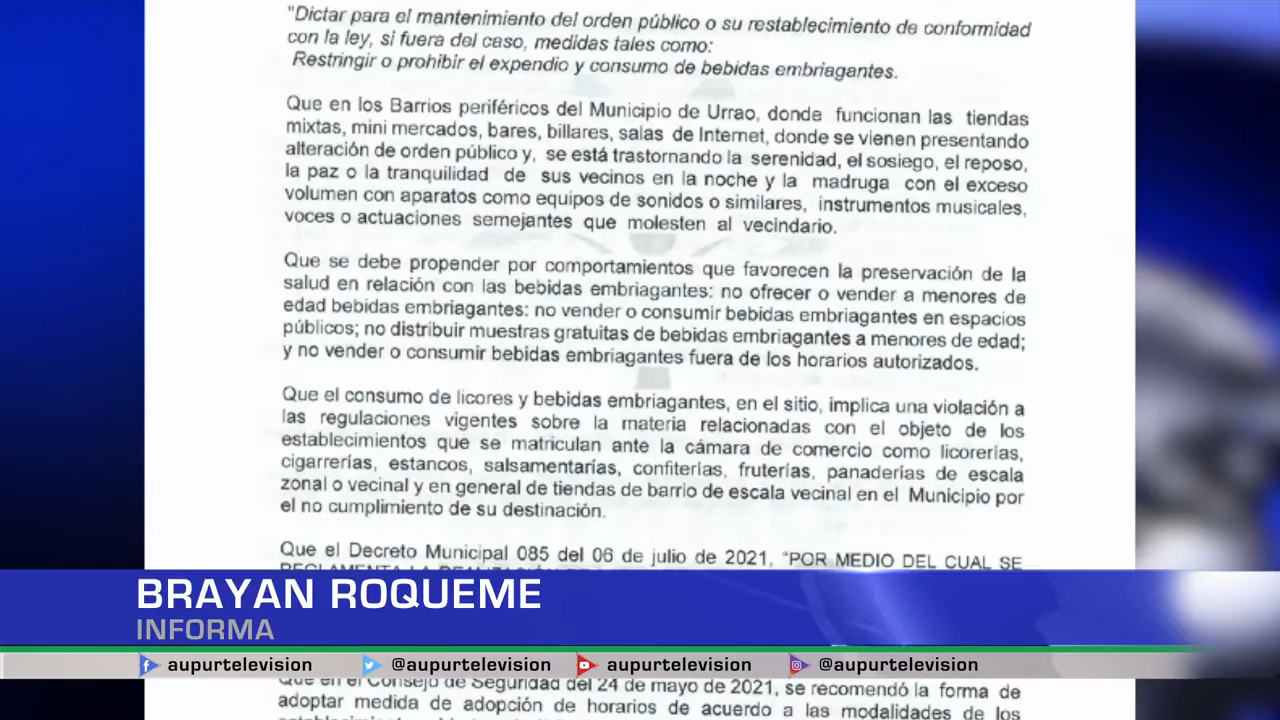 "Dictar para el mantenimiento del orden público o su restablecimiento de conformidad
con la ley, si fuera del caso, medidas tales como:
Restringir o prohibir el expendio y consumo de bebidas embriagantes.
Que en los Barrios periféricos del Municipio de Urrao, donde funcionan las tiendas
mixtas, mini mercados, bares, billares, salas de Internet, donde se vienen presentando
alteración de orden público y, se está trastornando la serenidad, el sosiego, el reposo,
la paz o la tranquilidad de sus vecinos en la noche y la madruga con el exceso
volumen con aparatos como equipos de sonidos o similares, instrumentos musicales,
voces o actuaciones semejantes que molesten al vecindario.
Que se debe propender por comportamientos que favorecen la preservación de la
salud en relación con las bebidas embriagantes: no ofrecer o vender a menores de
edad bebidas embriagantes: no vender o consumir bebidas embriagantes en espacios
públicos; no distribuir muestras gratuitas de bebidas embriagantes a menores de edad;
y no vender o consumir bebidas embriagantes fuera de los horarios autorizados.
Que el consumo de licores y bebidas embriagantes, en el sitio, implica una violación a
las regulaciones vigentes sobre la materia relacionadas con el objeto de los
establecimientos que se matriculan ante la cámara de comercio como licorerías,
cigarrerías, estancos, salsamentarías, confiterías, fruterías, panaderías de escala
zonal o vecinal y en general de tiendas de barrio de escala vecinal en el Municipio por
el no cumplimiento de su destinación.
Que el Decreto Municipal 085 del 06 de julio de 2021, "POR MEDIO DEL CUAL SE
BRAYAN ROQUEME
INFORMA
aupurtelevision @aupurtelevision aupurtelevision @aupurtelevision
Que en el Consejo de Seguridad del 24 de mayo de 2021, se recomendó la forma de
adoptar medida de adopción de horarios de acuerdo a las modalidades de los